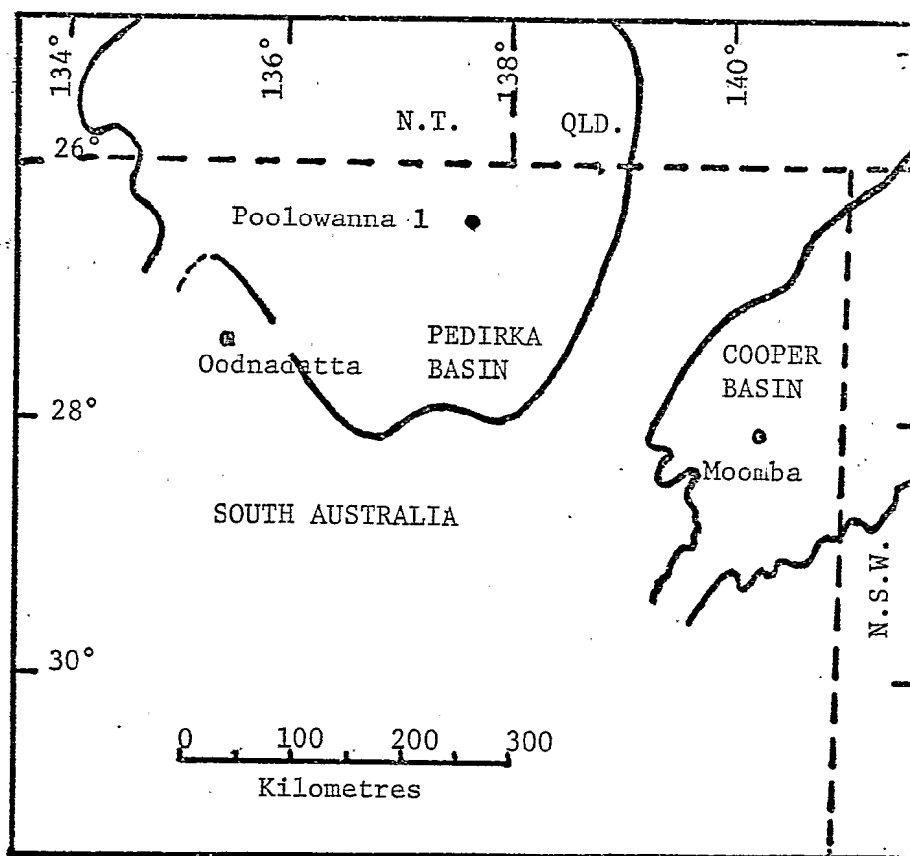 134°
136°
138°
140°
N.T.
QLD.
26°
Poolowanna 1
PEDIRKA
BASIN
COOPER
BASIN
Oodnadatta
28°
Moomba
SOUTH AUSTRALIA
N.S.W.
30°
0 100 200 300
Kilometres